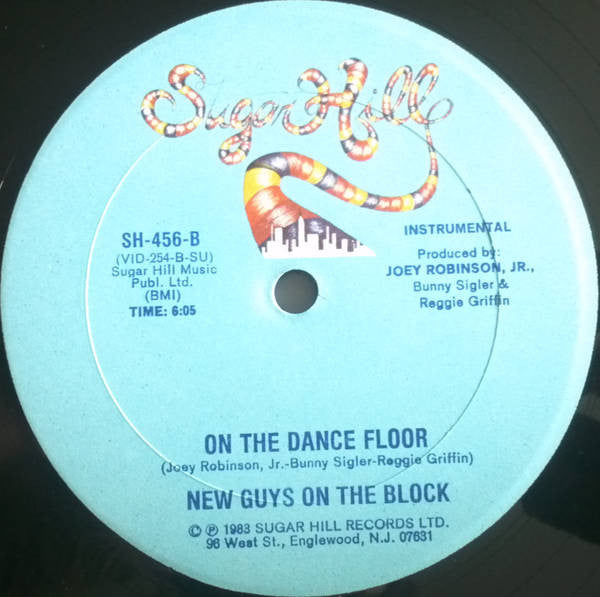 Sugar Hill
SH-456-B
(VID-254-B-SU)
Sugar Hill Music
Publ. Ltd.
(BMI)
TIME: 6:05
INSTRUMENTAL
Produced by:
JOEY ROBINSON, JR.,
Bunny Sigler &
Reggie Griffin
ON THE DANCE FLOOR
(Joey Robinson, Jr.-Bunny Sigler-Reggie Griffin)
NEW GUYS ON THE BLOCK
© ℗ 1983 SUGAR HILL RECORDS LTD.
96 West St., Englewood, N.J. 07631